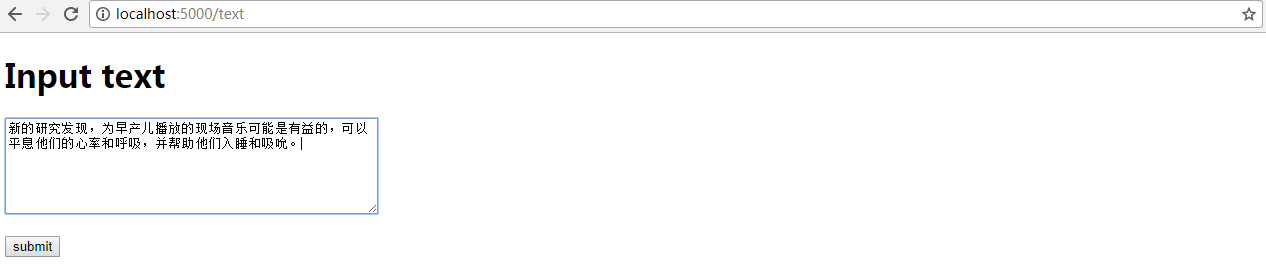 localhost:5000/text
Input text
新的研究发现，为早产儿播放的现场音乐可能是有益的，可以
平息他们的心率和呼吸，并帮助他们入睡和吸吮。
submit